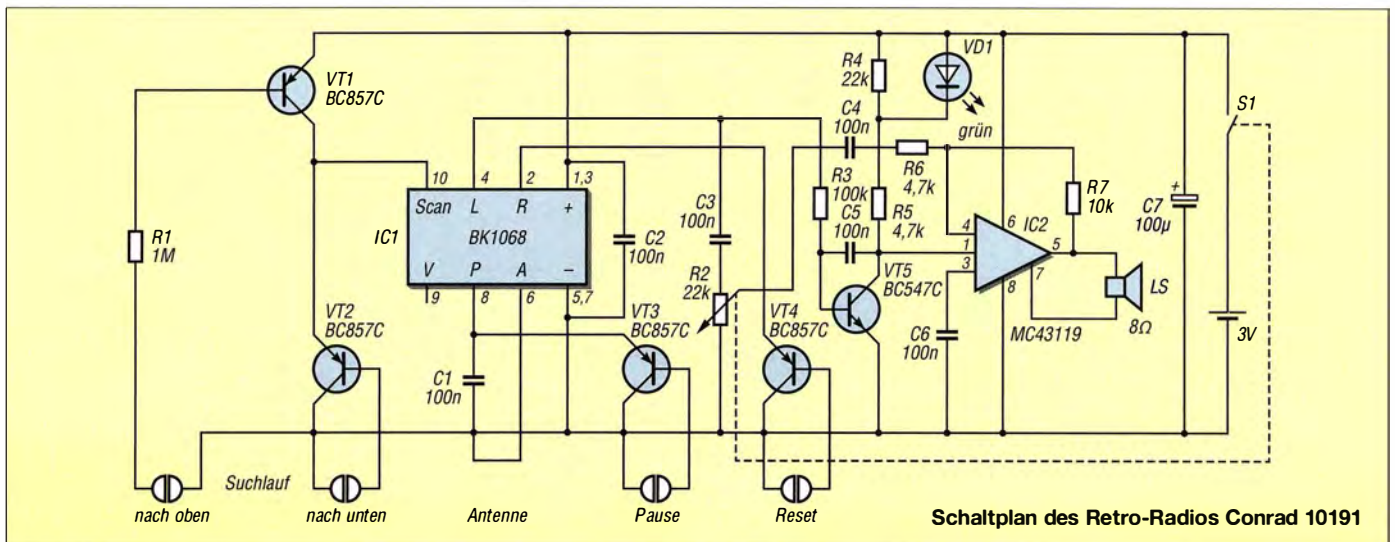 VT1
BC857C
R1
1M
VT2
BC857C
10
4
2
1,3
Scan
L
R
+
IC1
BK1068
V
P
A
–
9
8
6
5,7
C1
100n
C2
100n
C3
100n
R2
22k
VT3
BC857C
VT4
BC857C
R4
22k
VD1
grün
C4
100n
R6
4,7k
R3
100k
C5
100n
R5
4,7k
VT5
BC547C
C6
100n
4
1
3
6
IC2
5
7
8
MC43119
R7
10k
LS
8Ω
+
C7
100µ
S1
3V
Suchlauf
nach oben
nach unten
Antenne
Pause
Reset
Schaltplan des Retro-Radios Conrad 10191